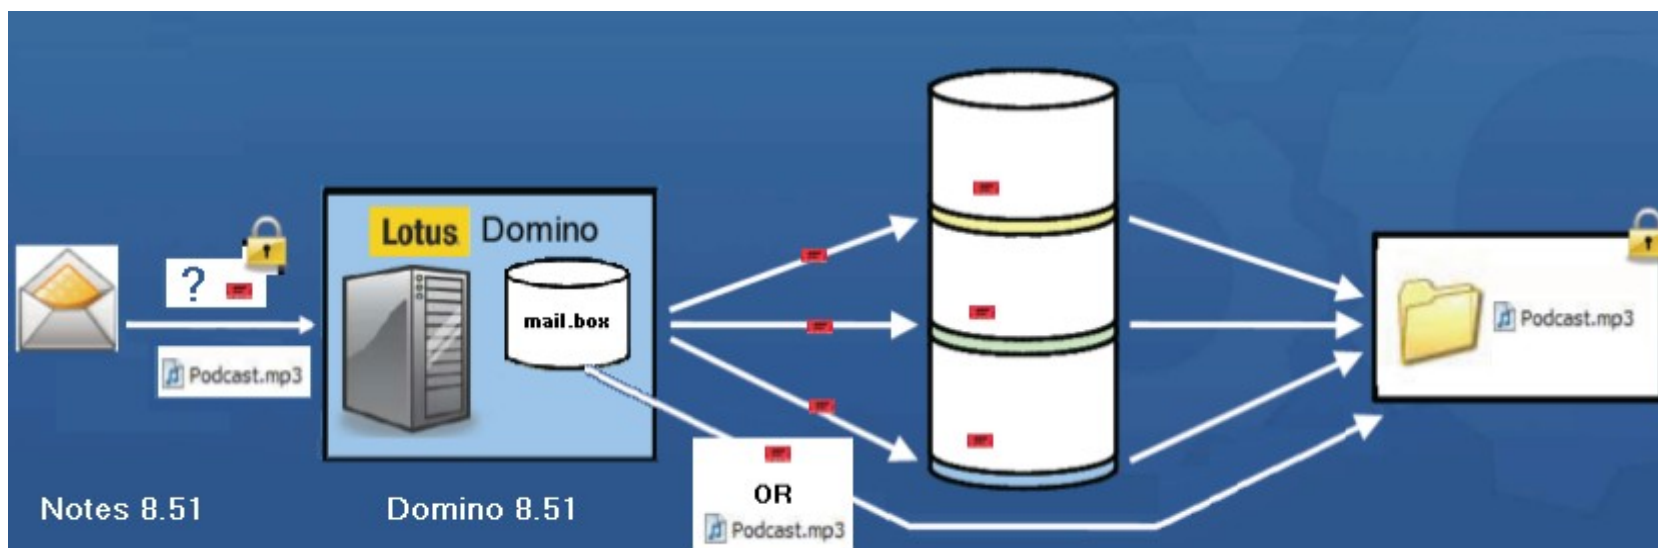 Lotus Domino
?
mail.box
Podcast.mp3
Podcast.mp3
OR
Podcast.mp3
Notes 8.51
Domino 8.51